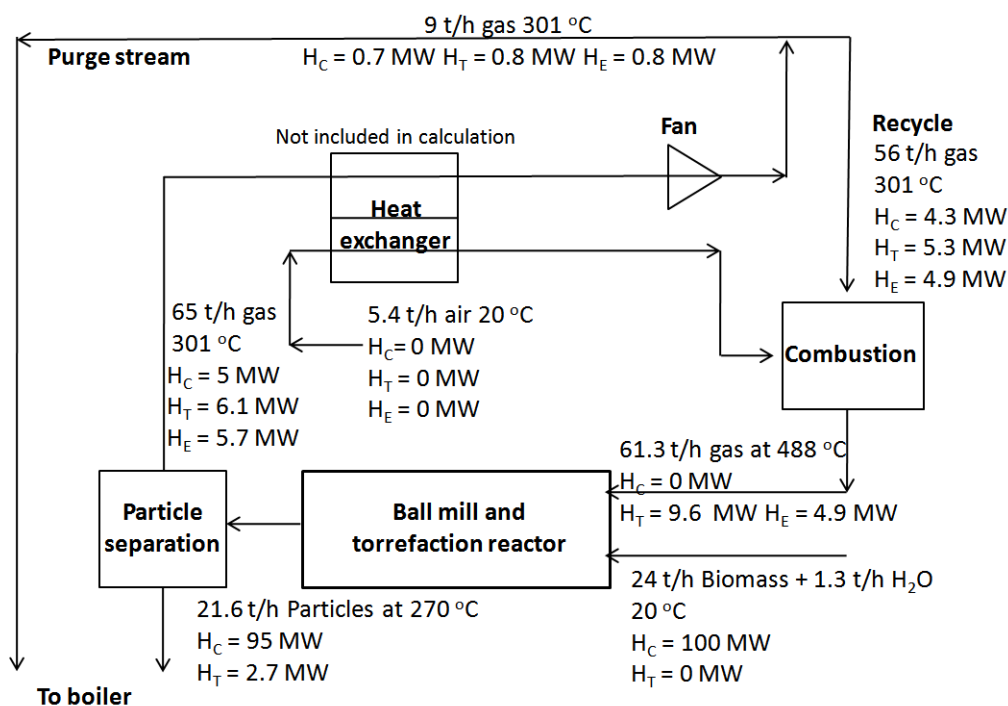 9 t/h gas 301 °C
Purge stream
H_C = 0.7 MW H_T = 0.8 MW H_E = 0.8 MW
Not included in calculation
Fan
Recycle
56 t/h gas
301 °C
H_C = 4.3 MW
H_T = 5.3 MW
H_E = 4.9 MW
Heat
exchanger
65 t/h gas
301 °C
H_C = 5 MW
H_T = 6.1 MW
H_E = 5.7 MW
5.4 t/h air 20 °C
H_C= 0 MW
H_T = 0 MW
H_E = 0 MW
Combustion
61.3 t/h gas at 488 °C
H_C = 0 MW
H_T = 9.6 MW H_E = 4.9 MW
Particle
separation
Ball mill and
torrefaction reactor
24 t/h Biomass + 1.3 t/h H₂O
20 °C
H_C = 100 MW
H_T = 0 MW
21.6 t/h Particles at 270 °C
H_C = 95 MW
H_T = 2.7 MW
To boiler